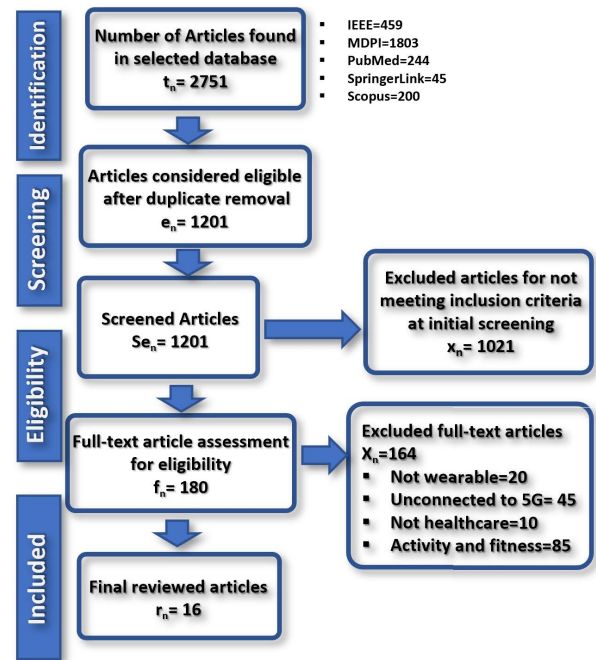 Identification
Number of Articles found
in selected database
tₙ= 2751
▪ IEEE=459
▪ MDPI=1803
▪ PubMed=244
▪ SpringerLink=45
▪ Scopus=200
Screening
Articles considered eligible
after duplicate removal
eₙ= 1201
Screened Articles
Seₙ= 1201
Excluded articles for not
meeting inclusion criteria
at initial screening
xₙ= 1021
Eligibility
Full-text article assessment
for eligibility
fₙ= 180
Excluded full-text articles
Xₙ=164
▪ Not wearable=20
▪ Unconnected to 5G= 45
▪ Not healthcare=10
▪ Activity and fitness=85
Included
Final reviewed articles
rₙ= 16